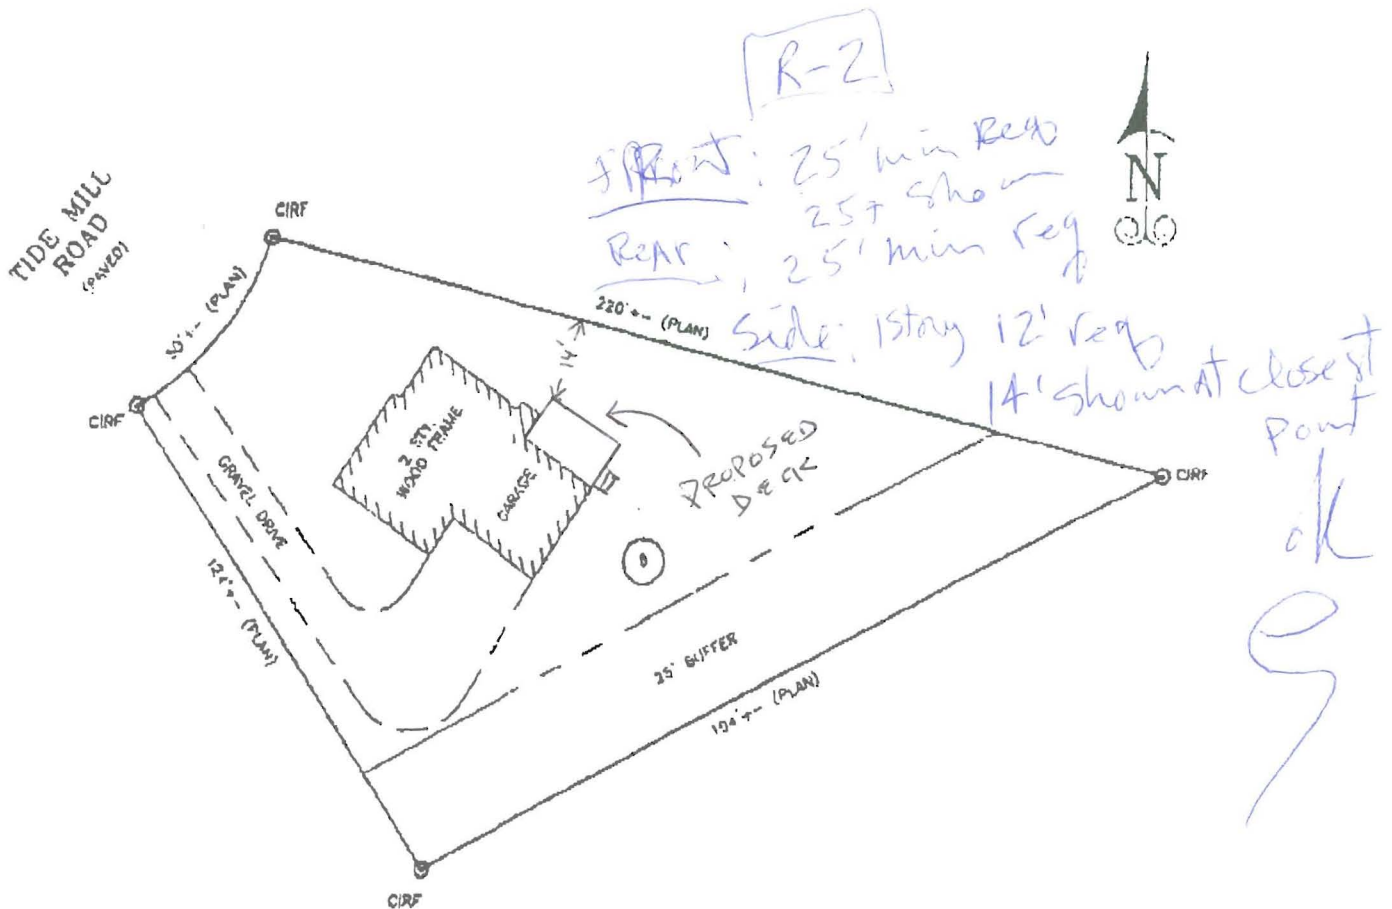 R-2
FRONT: 25' min Req
25+ Shown
Rear: 25' min req
Side: 1 story 12' req
14' shown At closest
point
ok
N
TIDE MILL
ROAD
(PAVED)
CIRF
50'+- (PLAN)
220'+- (PLAN)
14'
CIRF
2 STY.
WOOD FRAME
GARAGE
PROPOSED
DECK
CIRF
GRAVEL DRIVE
(PLAN)
25' BUFFER
194'+- (PLAN)
CIRF